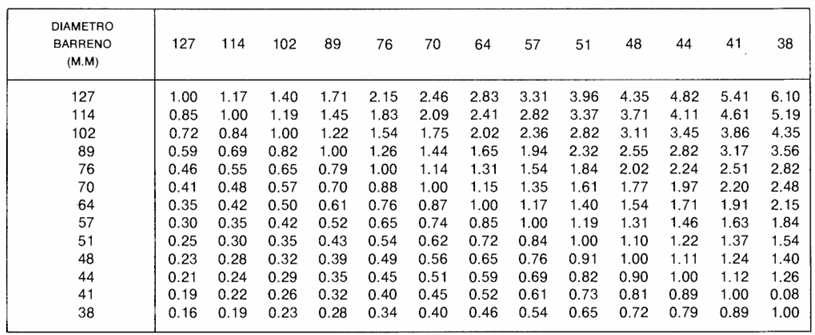 DIAMETRO
BARRENO
(M.M)
127 114 102 89 76 70 64 57 51 48 44 41 38
127 1.00 1.17 1.40 1.71 2.15 2.46 2.83 3.31 3.96 4.35 4.82 5.41 6.10
114 0.85 1.00 1.19 1.45 1.83 2.09 2.41 2.82 3.37 3.71 4.11 4.61 5.19
102 0.72 0.84 1.00 1.22 1.54 1.75 2.02 2.36 2.82 3.11 3.45 3.86 4.35
89 0.59 0.69 0.82 1.00 1.26 1.44 1.65 1.94 2.32 2.55 2.82 3.17 3.56
76 0.46 0.55 0.65 0.79 1.00 1.14 1.31 1.54 1.84 2.02 2.24 2.51 2.82
70 0.41 0.48 0.57 0.70 0.88 1.00 1.15 1.35 1.61 1.77 1.97 2.20 2.48
64 0.35 0.42 0.50 0.61 0.76 0.87 1.00 1.17 1.40 1.54 1.71 1.91 2.15
57 0.30 0.35 0.42 0.52 0.65 0.74 0.85 1.00 1.19 1.31 1.46 1.63 1.84
51 0.25 0.30 0.35 0.43 0.54 0.62 0.72 0.84 1.00 1.10 1.22 1.37 1.54
48 0.23 0.28 0.32 0.39 0.49 0.56 0.65 0.76 0.91 1.00 1.11 1.24 1.40
44 0.21 0.24 0.29 0.35 0.45 0.51 0.59 0.69 0.82 0.90 1.00 1.12 1.26
41 0.19 0.22 0.26 0.32 0.40 0.45 0.52 0.61 0.73 0.81 0.89 1.00 0.08
38 0.16 0.19 0.23 0.28 0.34 0.40 0.46 0.54 0.65 0.72 0.79 0.89 1.00